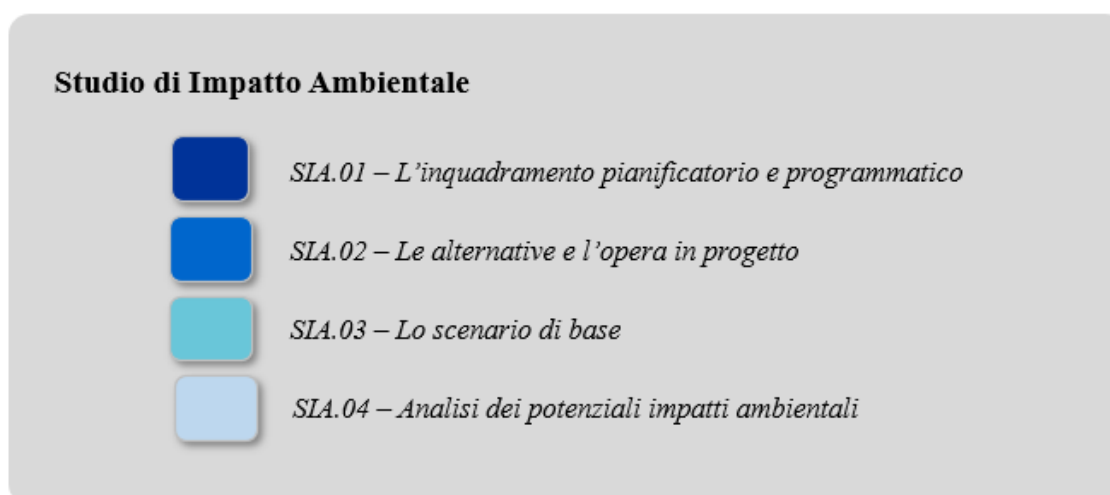 Studio di Impatto Ambientale
SIA.01 – L’inquadramento pianificatorio e programmatico
SIA.02 – Le alternative e l’opera in progetto
SIA.03 – Lo scenario di base
SIA.04 – Analisi dei potenziali impatti ambientali